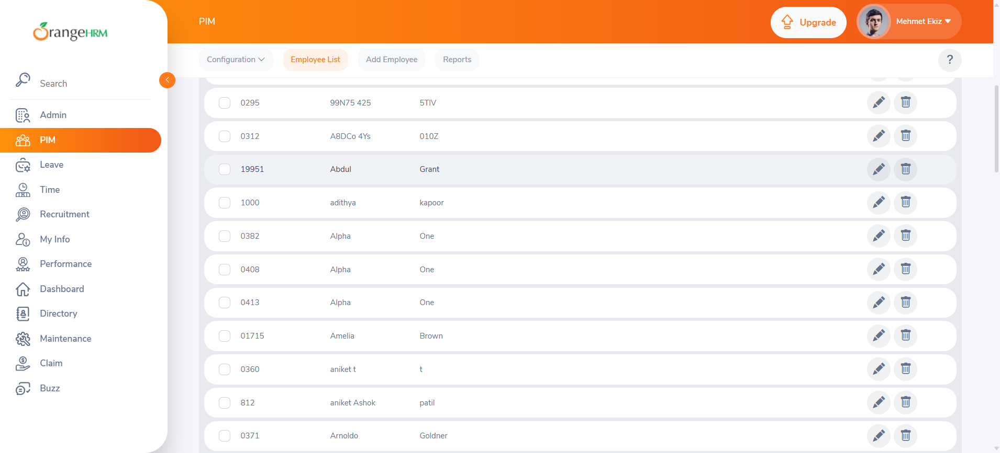 OrangeHRM
PIM
Upgrade
Mehmet Ekiz
Configuration
Employee List
Add Employee
Reports
?
Search
Admin
PIM
Leave
Time
Recruitment
My Info
Performance
Dashboard
Directory
Maintenance
Claim
Buzz
0295 99N75 425 5TIV
0312 A8DCo 4Ys 010Z
19951 Abdul Grant
1000 adithya kapoor
0382 Alpha One
0408 Alpha One
0413 Alpha One
01715 Amelia Brown
0360 aniket t t
812 aniket Ashok patil
0371 Arnoldo Goldner